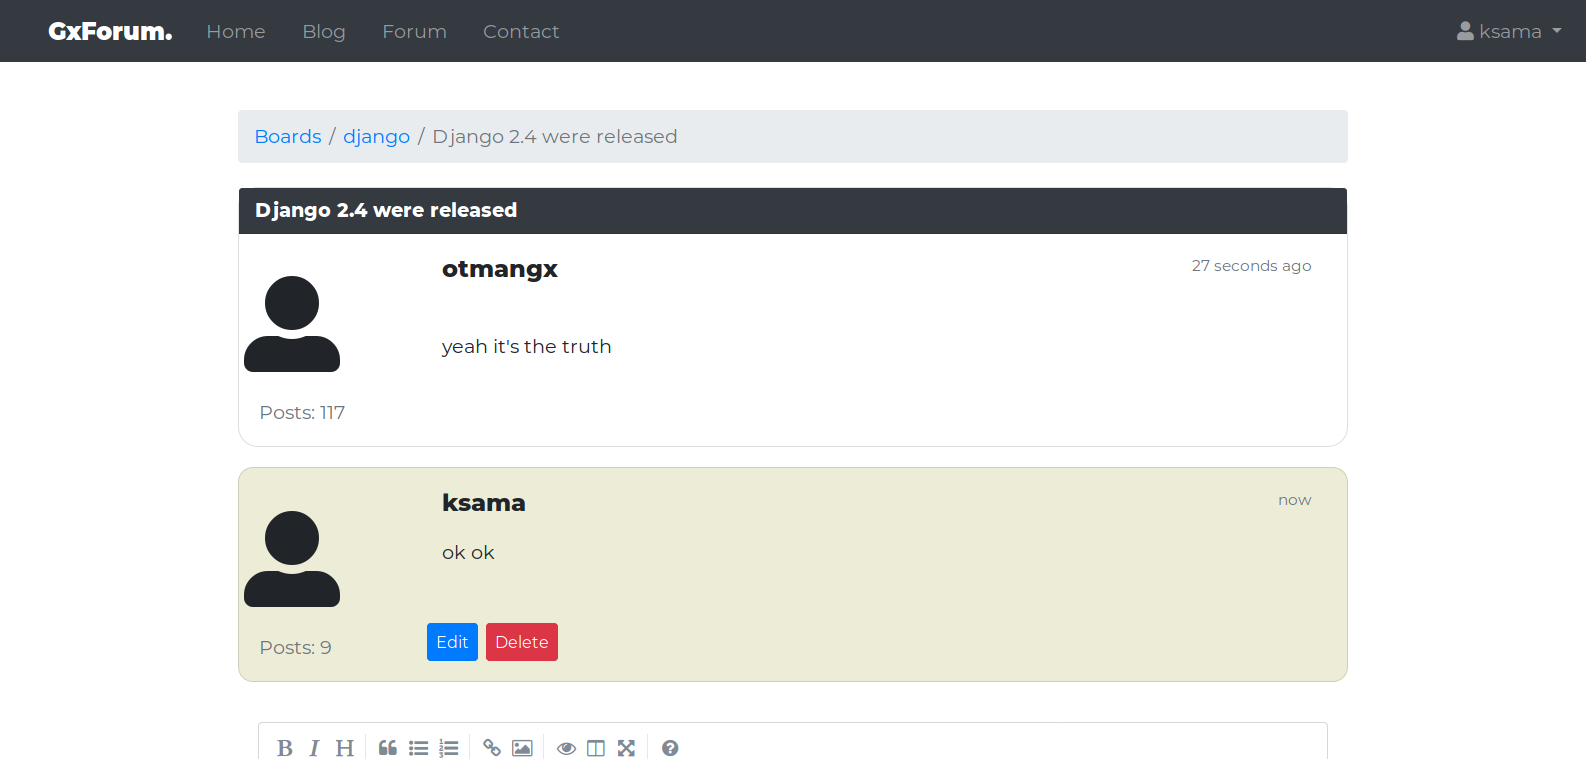 GxForum. Home Blog Forum Contact ksama
Boards / django / Django 2.4 were released
Django 2.4 were released
otmangx 27 seconds ago
yeah it's the truth
Posts: 117
ksama now
ok ok
Posts: 9 Edit Delete
B I H